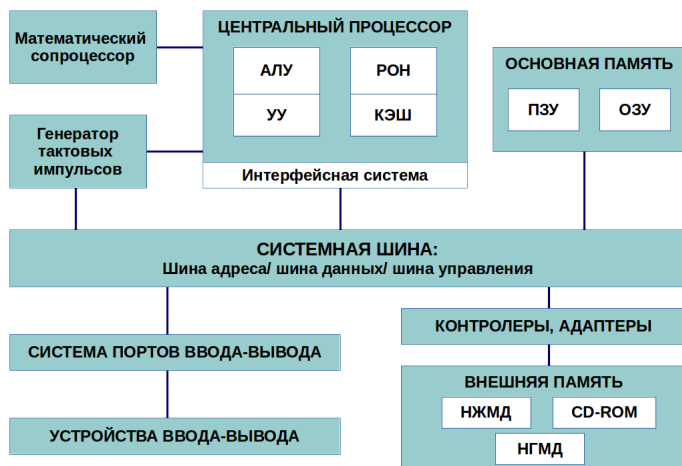 Математический
сопроцессор
ЦЕНТРАЛЬНЫЙ ПРОЦЕССОР
АЛУ
РОН
УУ
КЭШ
Интерфейсная система
ОСНОВНАЯ ПАМЯТЬ
ПЗУ
ОЗУ
Генератор
тактовых
импульсов
СИСТЕМНАЯ ШИНА:
Шина адреса/ шина данных/ шина управления
СИСТЕМА ПОРТОВ ВВОДА-ВЫВОДА
УСТРОЙСТВА ВВОДА-ВЫВОДА
КОНТРОЛЕРЫ, АДАПТЕРЫ
ВНЕШНЯЯ ПАМЯТЬ
НЖМД
CD-ROM
НГМД